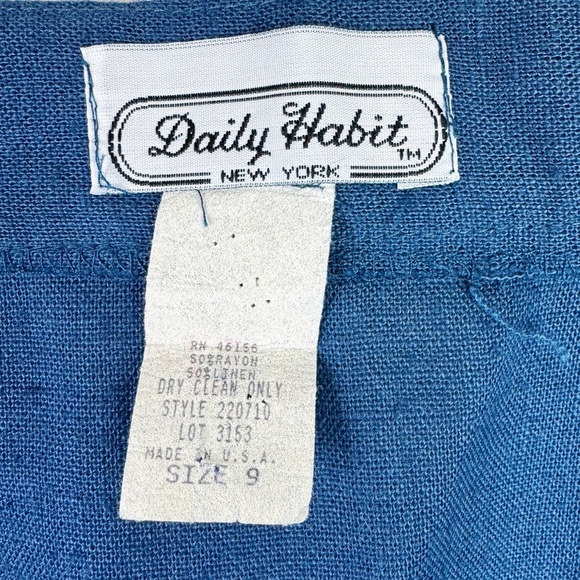 Daily Habit TM
NEW YORK
RN 46156
50%RAYON
50%LINEN
DRY CLEAN ONLY
STYLE 220710
LOT 3153
MADE IN U.S.A.
SIZE 9